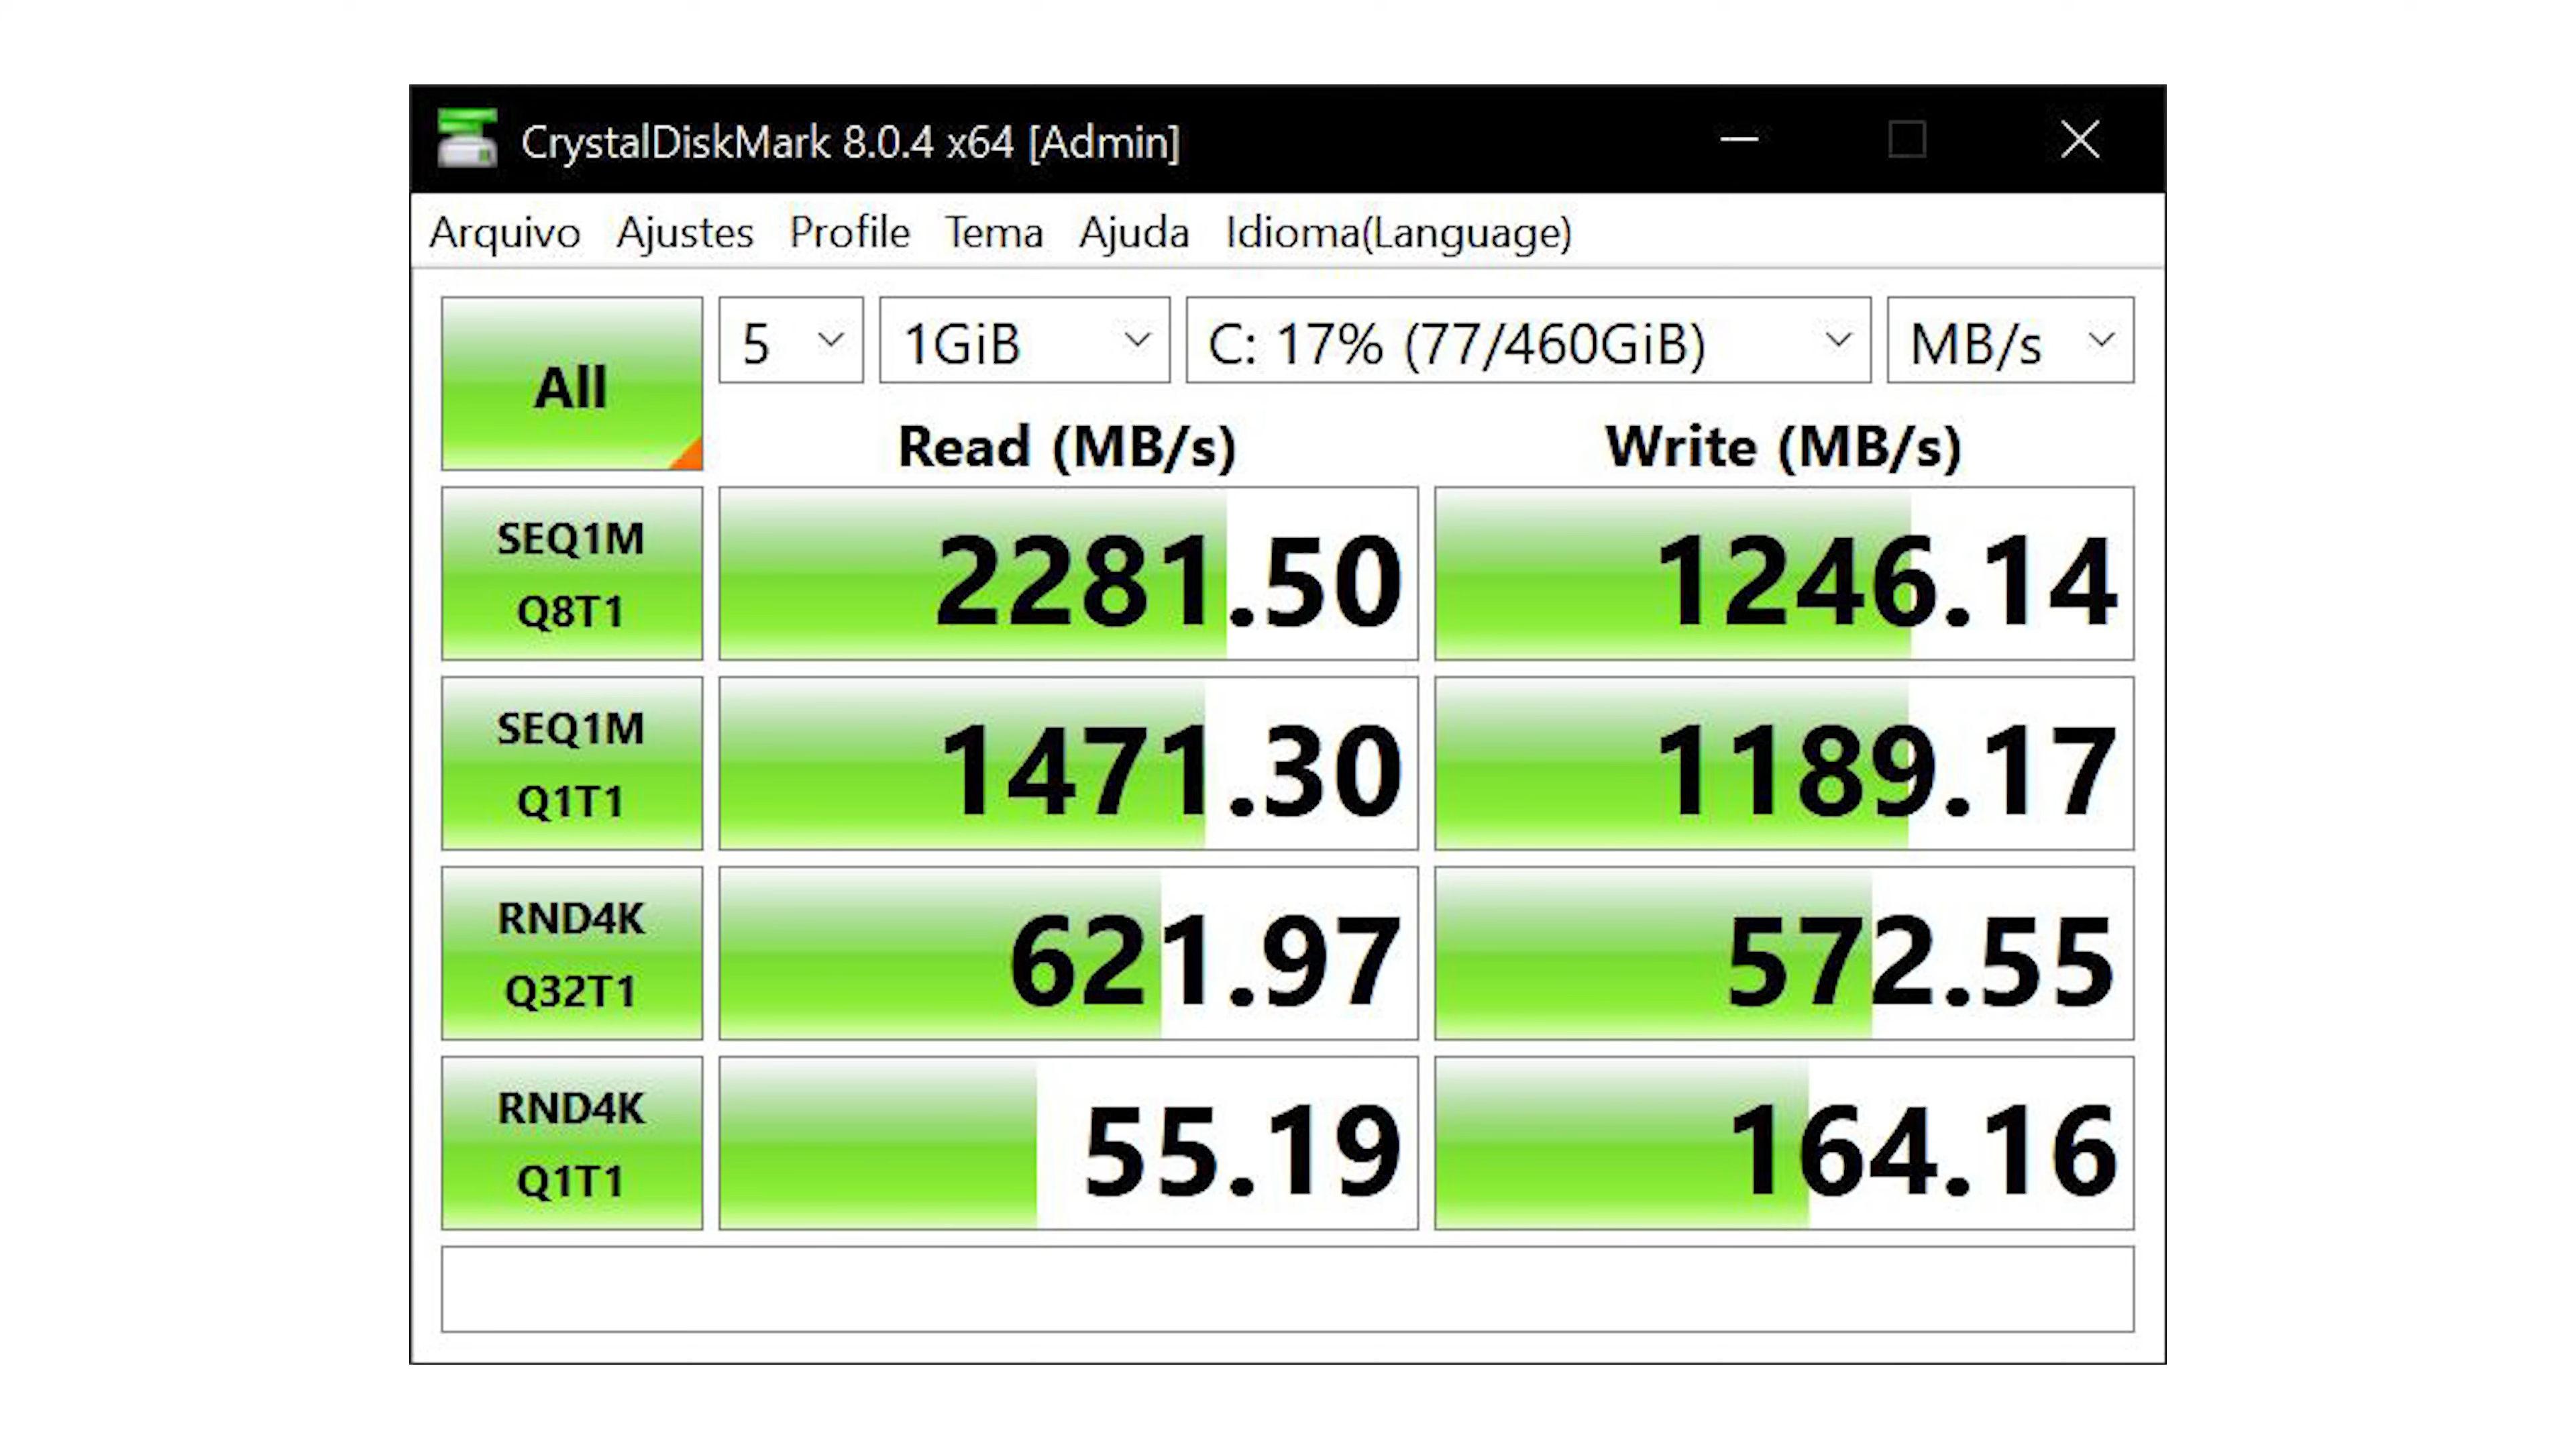 CrystalDiskMark 8.0.4 x64 [Admin]
Arquivo Ajustes Profile Tema Ajuda Idioma(Language)
All 5 1GiB C: 17% (77/460GiB) MB/s
Read (MB/s) Write (MB/s)
SEQ1M
Q8T1
2281.50 1246.14
SEQ1M
Q1T1
1471.30 1189.17
RND4K
Q32T1
621.97 572.55
RND4K
Q1T1
55.19 164.16